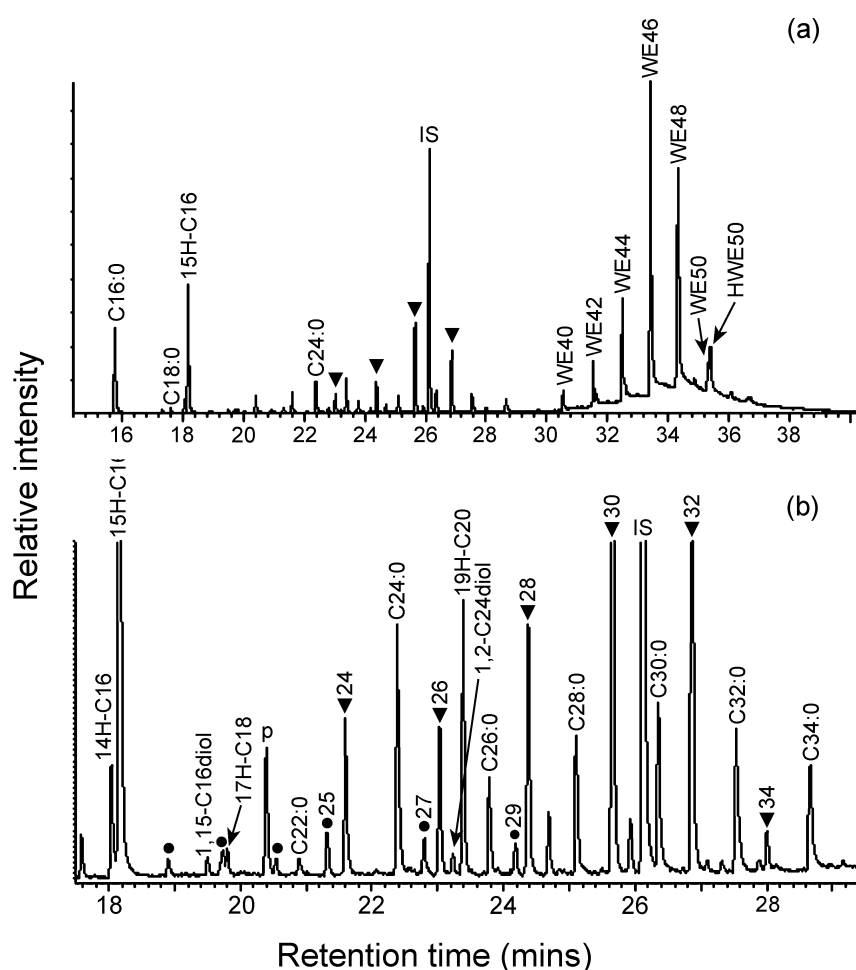 (a)
WE46
IS
WE48
15H-C16
WE44
WE50
HWE50
C16:0
C18:0
C24:0
WE40
WE42
16 18 20 22 24 26 28 30 32 34 36 38
Relative intensity
(b)
15H-C16
14H-C16
1,15-C16diol
17H-C18
p
C22:0
25
24
C24:0
27
26
1,2-C24diol
19H-C20
C26:0
29
28
C28:0
30
IS
C30:0
32
C32:0
34
C34:0
18 20 22 24 26 28
Retention time (mins)